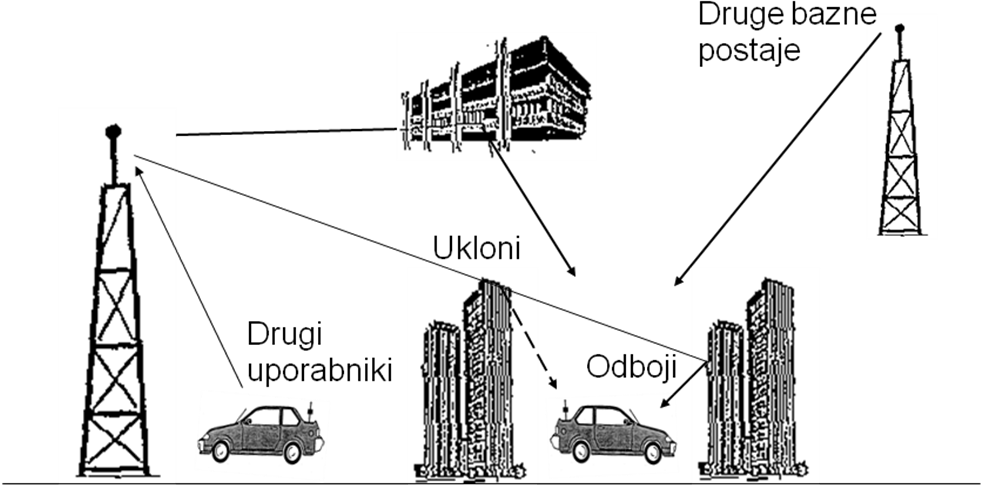 Druge bazne
postaje
Ukloni
Drugi
uporabniki
Odboji